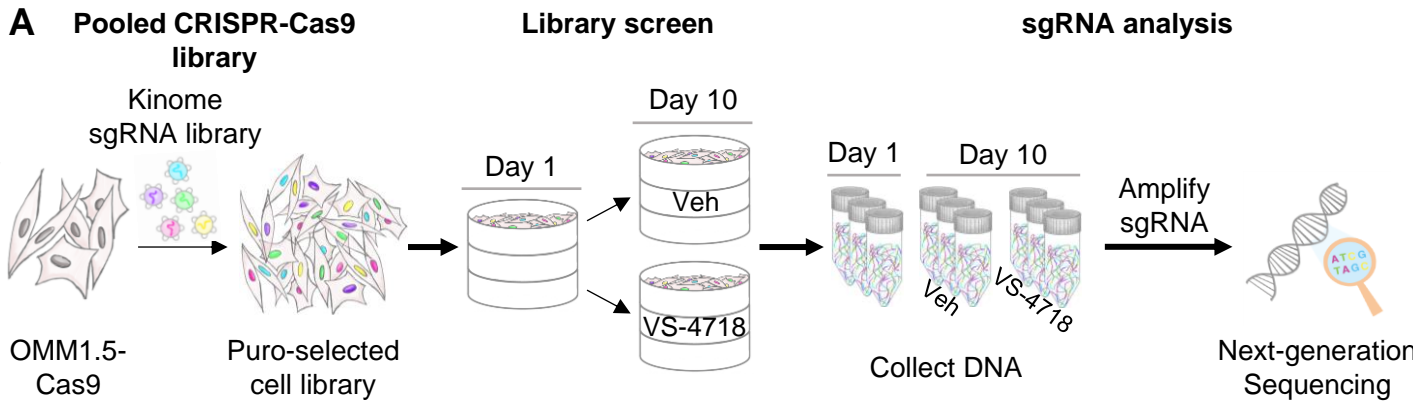 A
Pooled CRISPR-Cas9
library
Library screen
sgRNA analysis
Kinome
sgRNA library
OMM1.5-
Cas9
Puro-selected
cell library
Day 1
Day 10
Veh
VS-4718
Day 1
Day 10
Veh
VS-4718
Collect DNA
Amplify
sgRNA
ATCG
TAGC
Next-generation
Sequencing